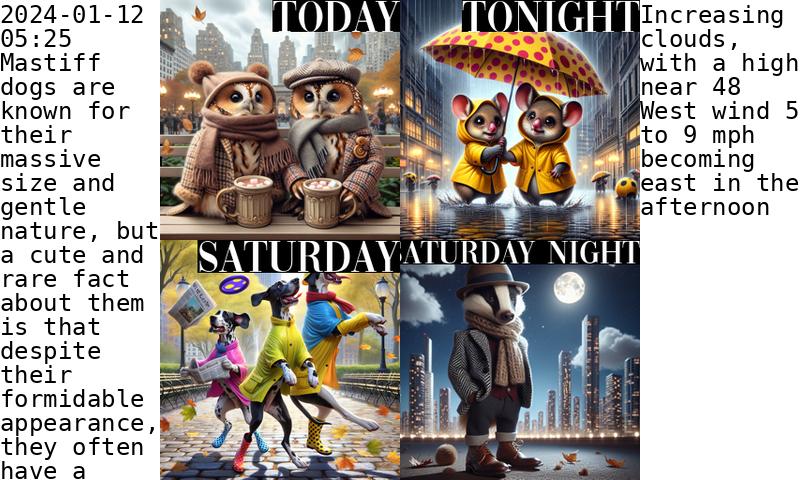 2024-01-12
05:25
Mastiff
dogs are
known for
their
massive
size and
gentle
nature, but
a cute and
rare fact
about them
is that
despite
their
formidable
appearance,
they often
have a
TODAY
TONIGHT
SATURDAY
ATURDAY NIGHT
Increasing
clouds,
with a high
near 48
West wind 5
to 9 mph
becoming
east in the
afternoon